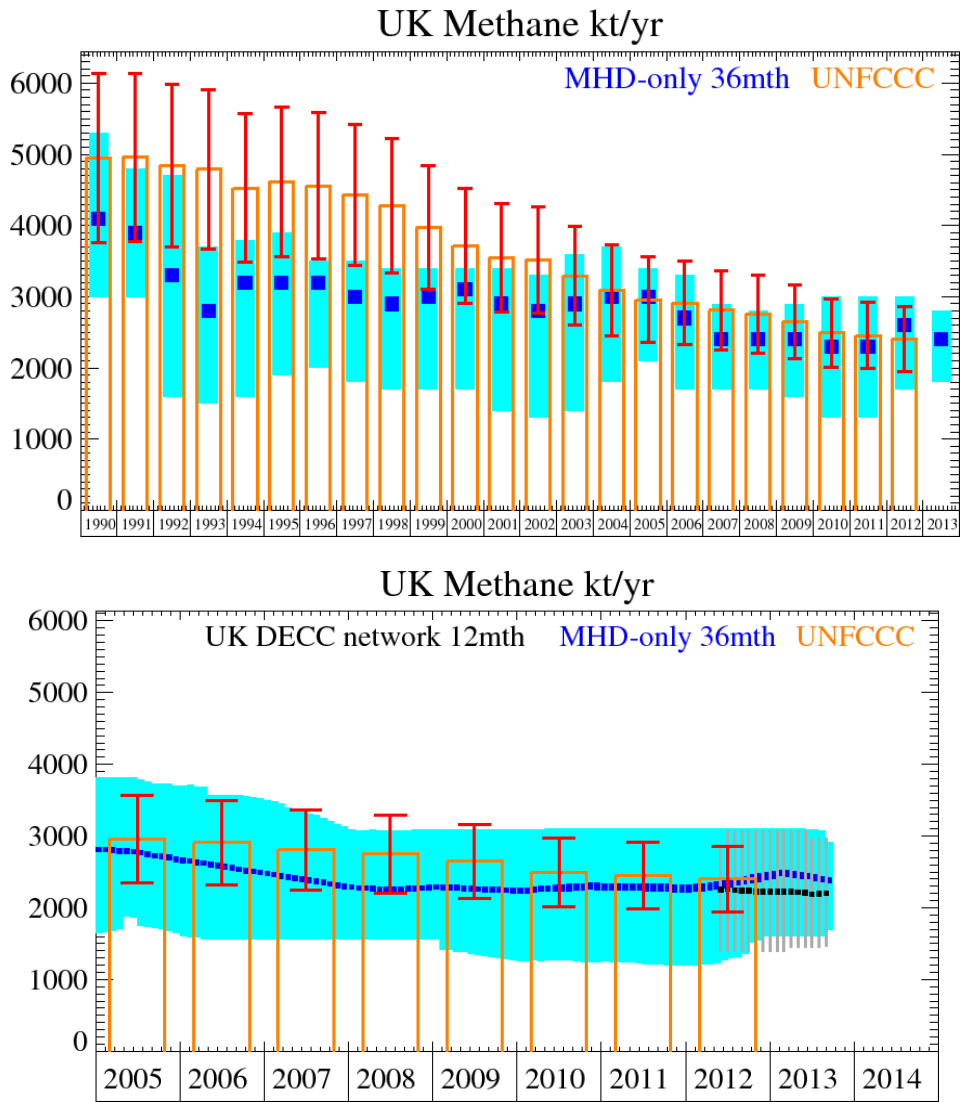 UK Methane kt/yr
MHD-only 36mth UNFCCC
6000
5000
4000
3000
2000
1000
0
1990 1991 1992 1993 1994 1995 1996 1997 1998 1999 2000 2001 2002 2003 2004 2005 2006 2007 2008 2009 2010 2011 2012 2013
UK Methane kt/yr
UK DECC network 12mth MHD-only 36mth UNFCCC
6000
5000
4000
3000
2000
1000
0
2005 2006 2007 2008 2009 2010 2011 2012 2013 2014